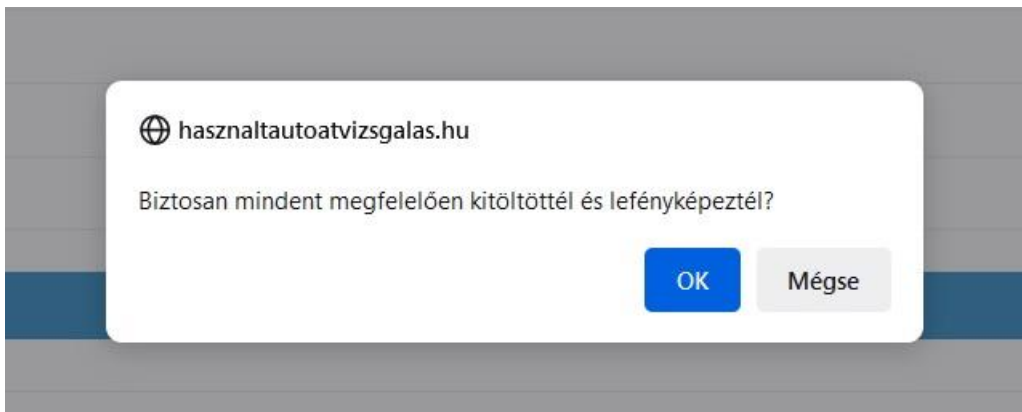 hasznaltautoatvizsgalas.hu
Biztosan mindent megfelelően kitöltöttél és lefényképeztél?
OK Mégse